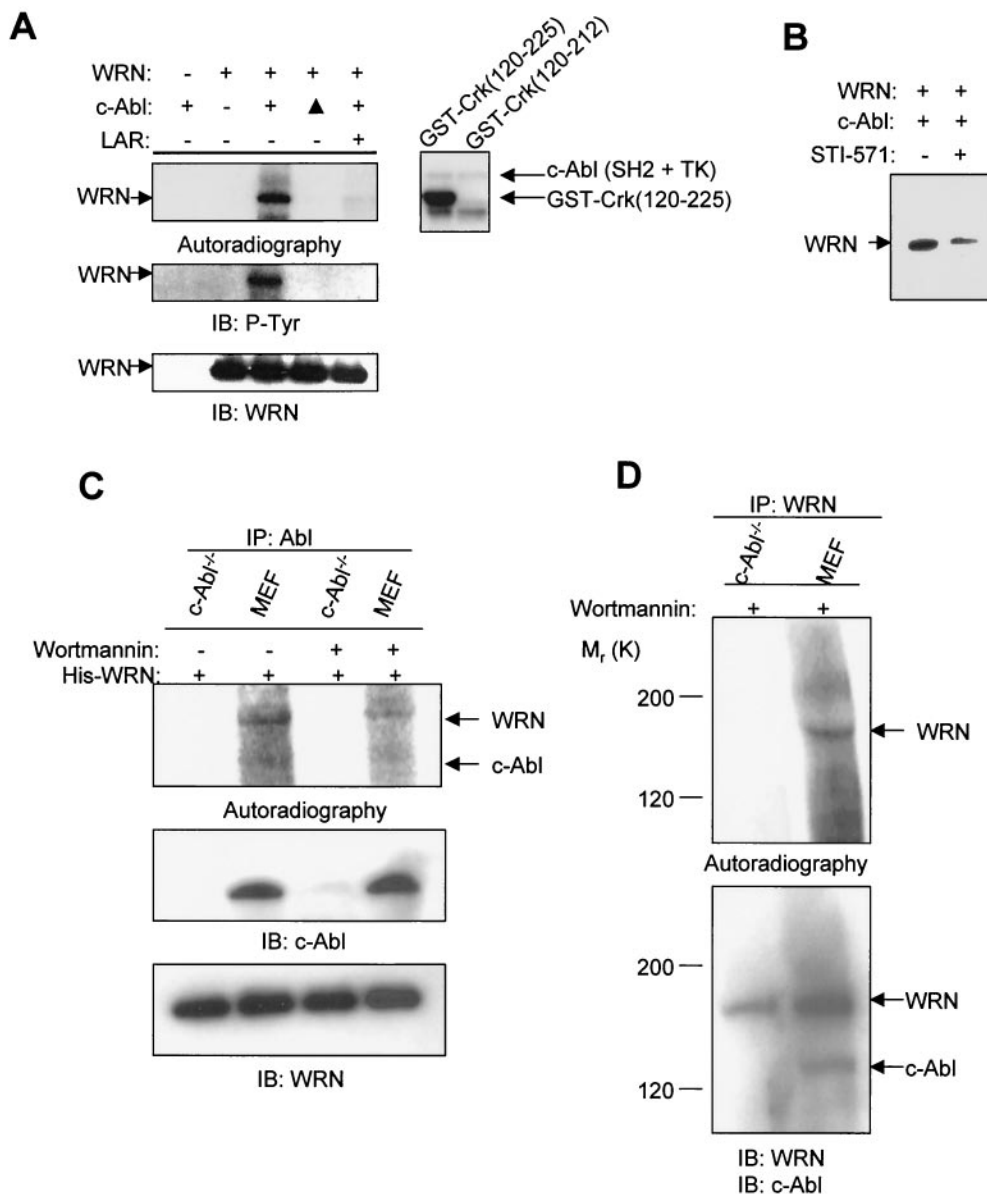 A
WRN: - + + + +
c-Abl: + - + ▲ +
LAR: - - - - +
WRN
Autoradiography
WRN
IB: P-Tyr
WRN
IB: WRN
GST-Crk(120-225)
GST-Crk(120-212)
c-Abl (SH2 + TK)
GST-Crk(120-225)
B
WRN: + +
c-Abl: + +
STI-571: - +
WRN
C
IP: Abl
c-Abl-/- MEF c-Abl-/- MEF
Wortmannin: - - + +
His-WRN: + + + +
WRN
c-Abl
Autoradiography
IB: c-Abl
IB: WRN
D
IP: WRN
c-Abl-/- MEF
Wortmannin: + +
Mr (K)
200
WRN
120
Autoradiography
200
WRN
c-Abl
120
IB: WRN
IB: c-Abl